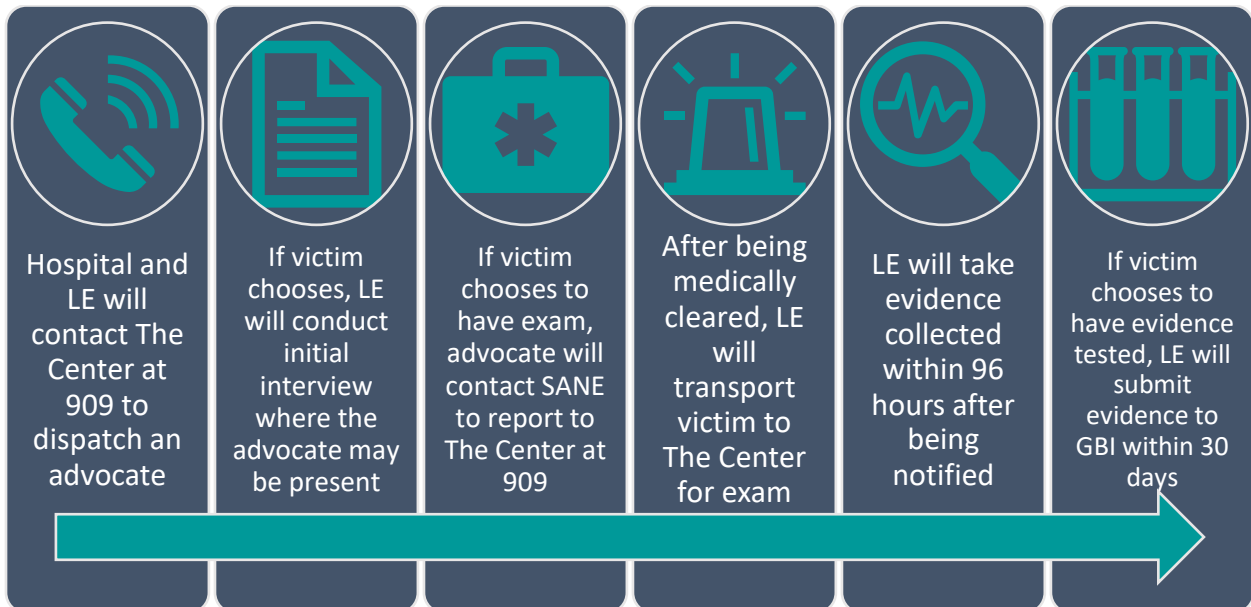 Hospital and
LE will
contact The
Center at
909 to
dispatch an
advocate
If victim
chooses, LE
will conduct
initial
interview
where the
advocate may
be present
If victim
chooses to
have exam,
advocate will
contact SANE
to report to
The Center at
909
After being
medically
cleared, LE
will
transport
victim to
The Center
for exam
LE will take
evidence
collected
within 96
hours after
being
notified
If victim
chooses to
have evidence
tested, LE will
submit
evidence to
GBI within 30
days